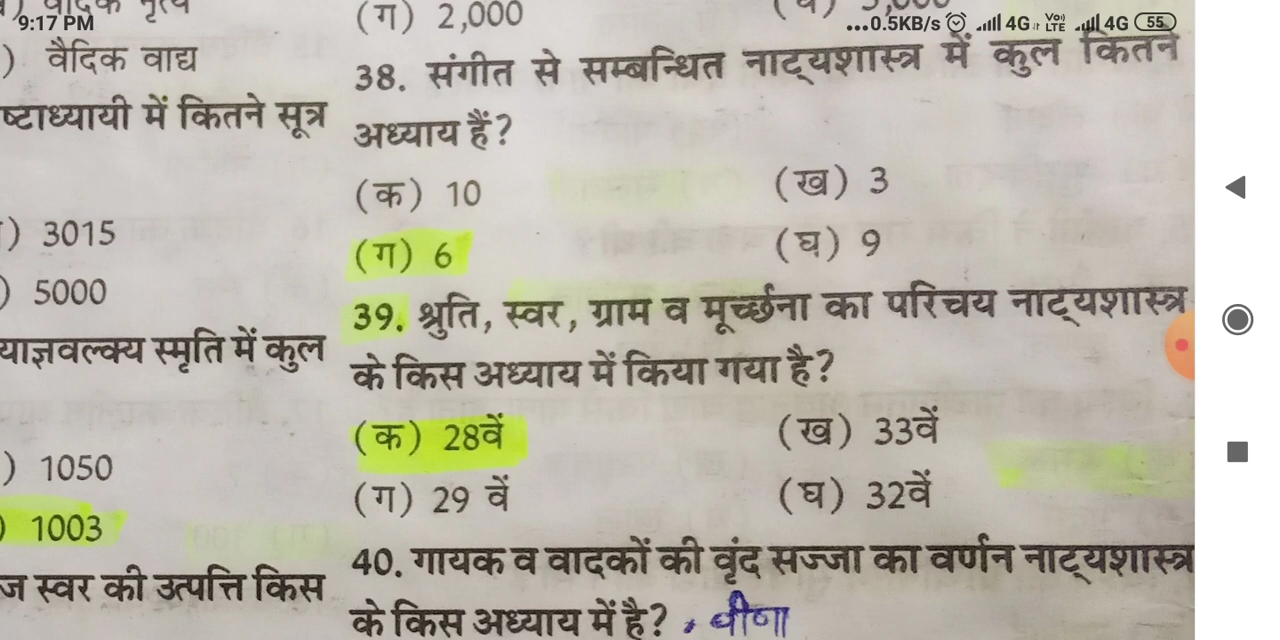 9:17 PM
...0.5KB/s 4G VoLTE 4G 55
) वैदिक वाद्य
ष्टाध्यायी में कितने सूत्र
) 3015
) 5000
याज्ञवल्क्य स्मृति में कुल
) 1050
) 1003
ज स्वर की उत्पत्ति किस
(ग) 2,000
38. संगीत से सम्बन्धित नाट्यशास्त्र में कुल कितने
अध्याय हैं?
(क) 10 (ख) 3
(ग) 6 (घ) 9
39. श्रुति, स्वर, ग्राम व मूर्च्छना का परिचय नाट्यशास्त्र
के किस अध्याय में किया गया है?
(क) 28वें (ख) 33वें
(ग) 29 वें (घ) 32वें
40. गायक व वादकों की वृंद सज्जा का वर्णन नाट्यशास्त्र
के किस अध्याय में है? वीणा